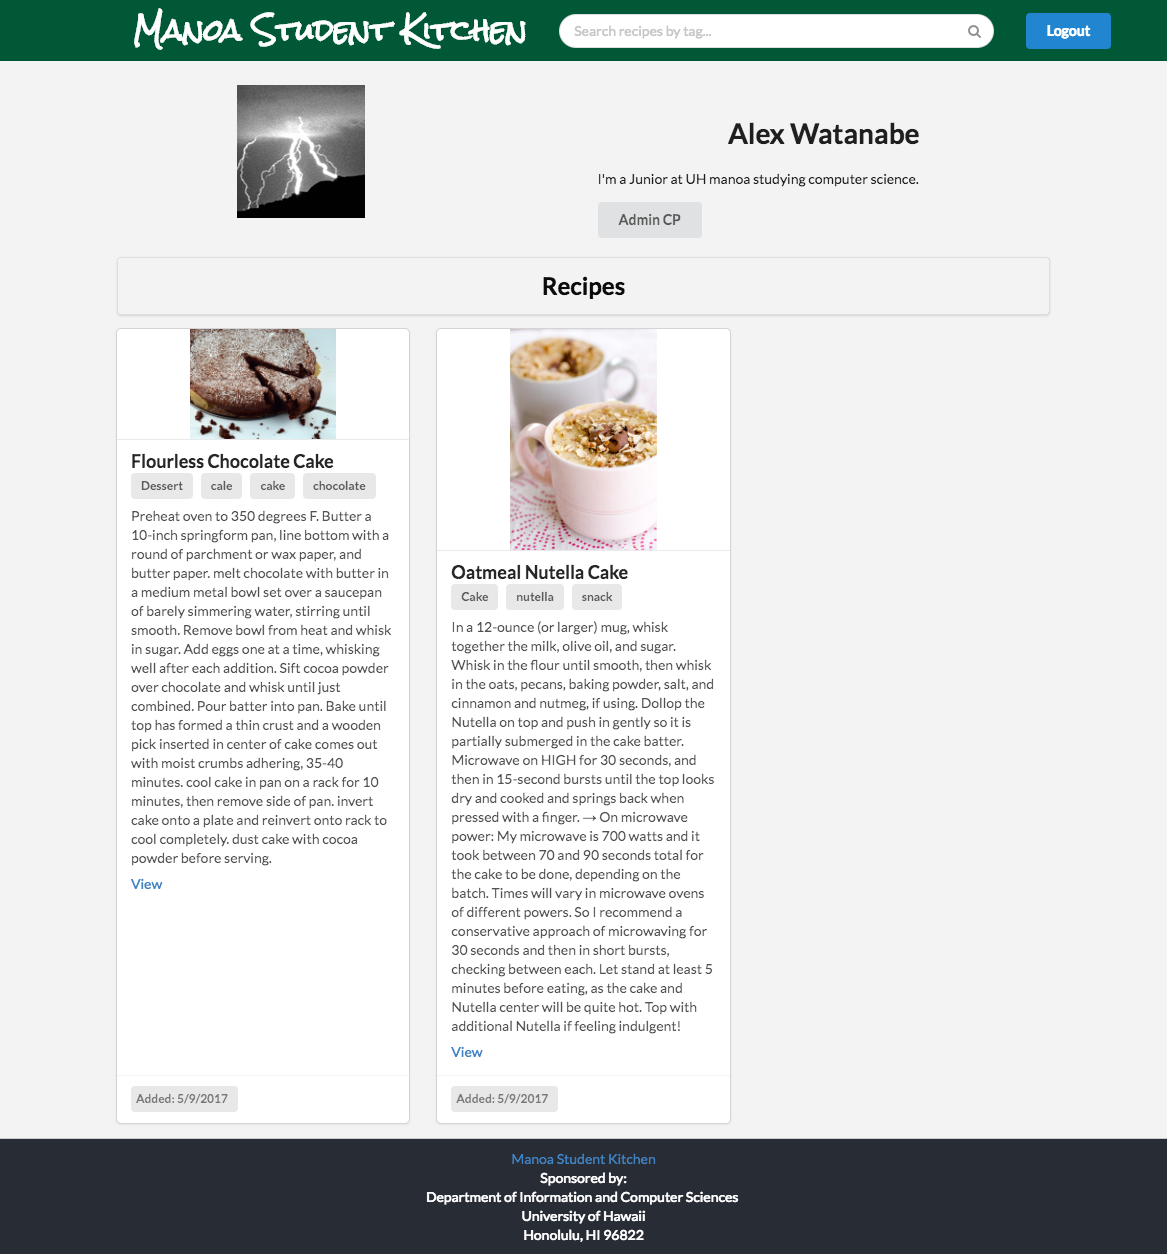 Manoa Student Kitchen
Search recipes by tag...
Logout
Alex Watanabe
I'm a Junior at UH manoa studying computer science.
Admin CP
Recipes
Flourless Chocolate Cake
Dessert cale cake chocolate
Preheat oven to 350 degrees F. Butter a
10-inch springform pan, line bottom with a
round of parchment or wax paper, and
butter paper. melt chocolate with butter in
a medium metal bowl set over a saucepan
of barely simmering water, stirring until
smooth. Remove bowl from heat and whisk
in sugar. Add eggs one at a time, whisking
well after each addition. Sift cocoa powder
over chocolate and whisk until just
combined. Pour batter into pan. Bake until
top has formed a thin crust and a wooden
pick inserted in center of cake comes out
with moist crumbs adhering, 35-40
minutes. cool cake in pan on a rack for 10
minutes, then remove side of pan. invert
cake onto a plate and reinvert onto rack to
cool completely. dust cake with cocoa
powder before serving.
View
Added: 5/9/2017
Oatmeal Nutella Cake
Cake nutella snack
In a 12-ounce (or larger) mug, whisk
together the milk, olive oil, and sugar.
Whisk in the flour until smooth, then whisk
in the oats, pecans, baking powder, salt, and
cinnamon and nutmeg, if using. Dollop the
Nutella on top and push in gently so it is
partially submerged in the cake batter.
Microwave on HIGH for 30 seconds, and
then in 15-second bursts until the top looks
dry and cooked and springs back when
pressed with a finger. → On microwave
power: My microwave is 700 watts and it
took between 70 and 90 seconds total for
the cake to be done, depending on the
batch. Times will vary in microwave ovens
of different powers. So I recommend a
conservative approach of microwaving for
30 seconds and then in short bursts,
checking between each. Let stand at least 5
minutes before eating, as the cake and
Nutella center will be quite hot. Top with
additional Nutella if feeling indulgent!
View
Added: 5/9/2017
Manoa Student Kitchen
Sponsored by:
Department of Information and Computer Sciences
University of Hawaii
Honolulu, HI 96822